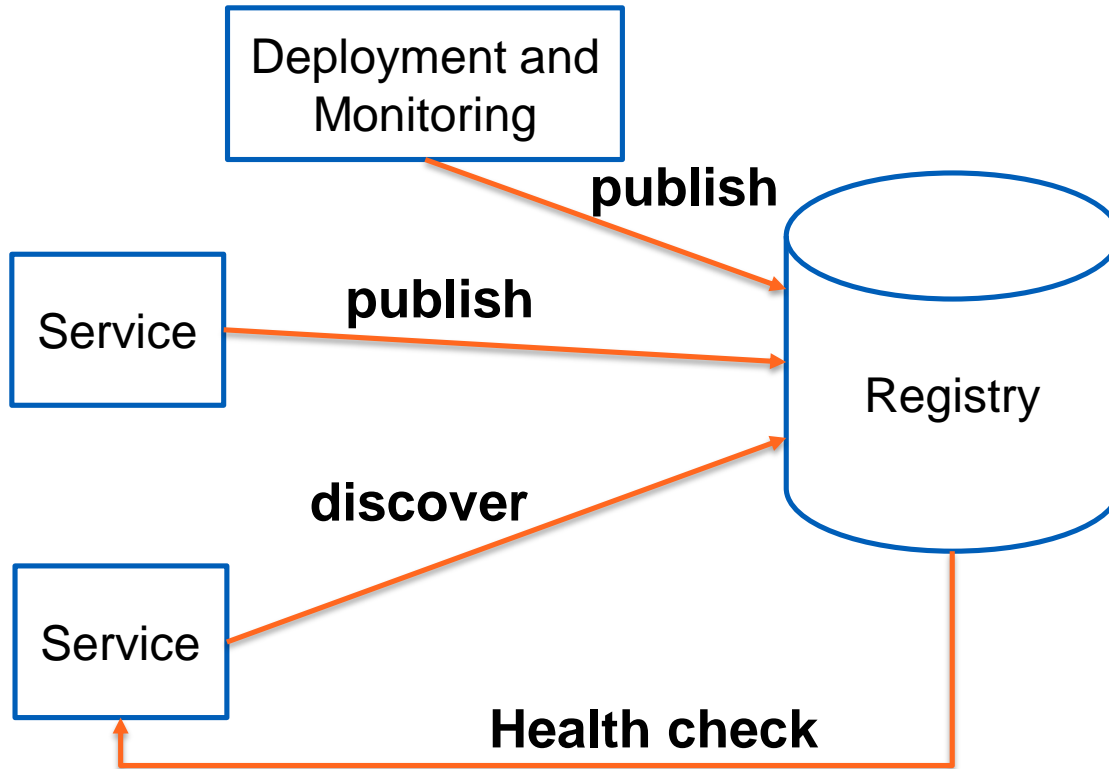 Deployment and
Monitoring
publish
publish
Service
Registry
discover
Service
Health check